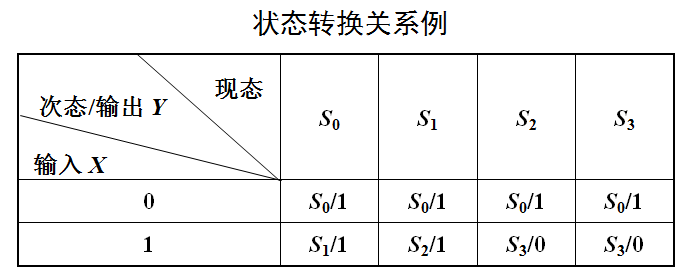 状态转换关系例
现态
次态/输出 Y
输入 X
S0 S1 S2 S3
0 S0/1 S0/1 S0/1 S0/1
1 S1/1 S2/1 S3/0 S3/0